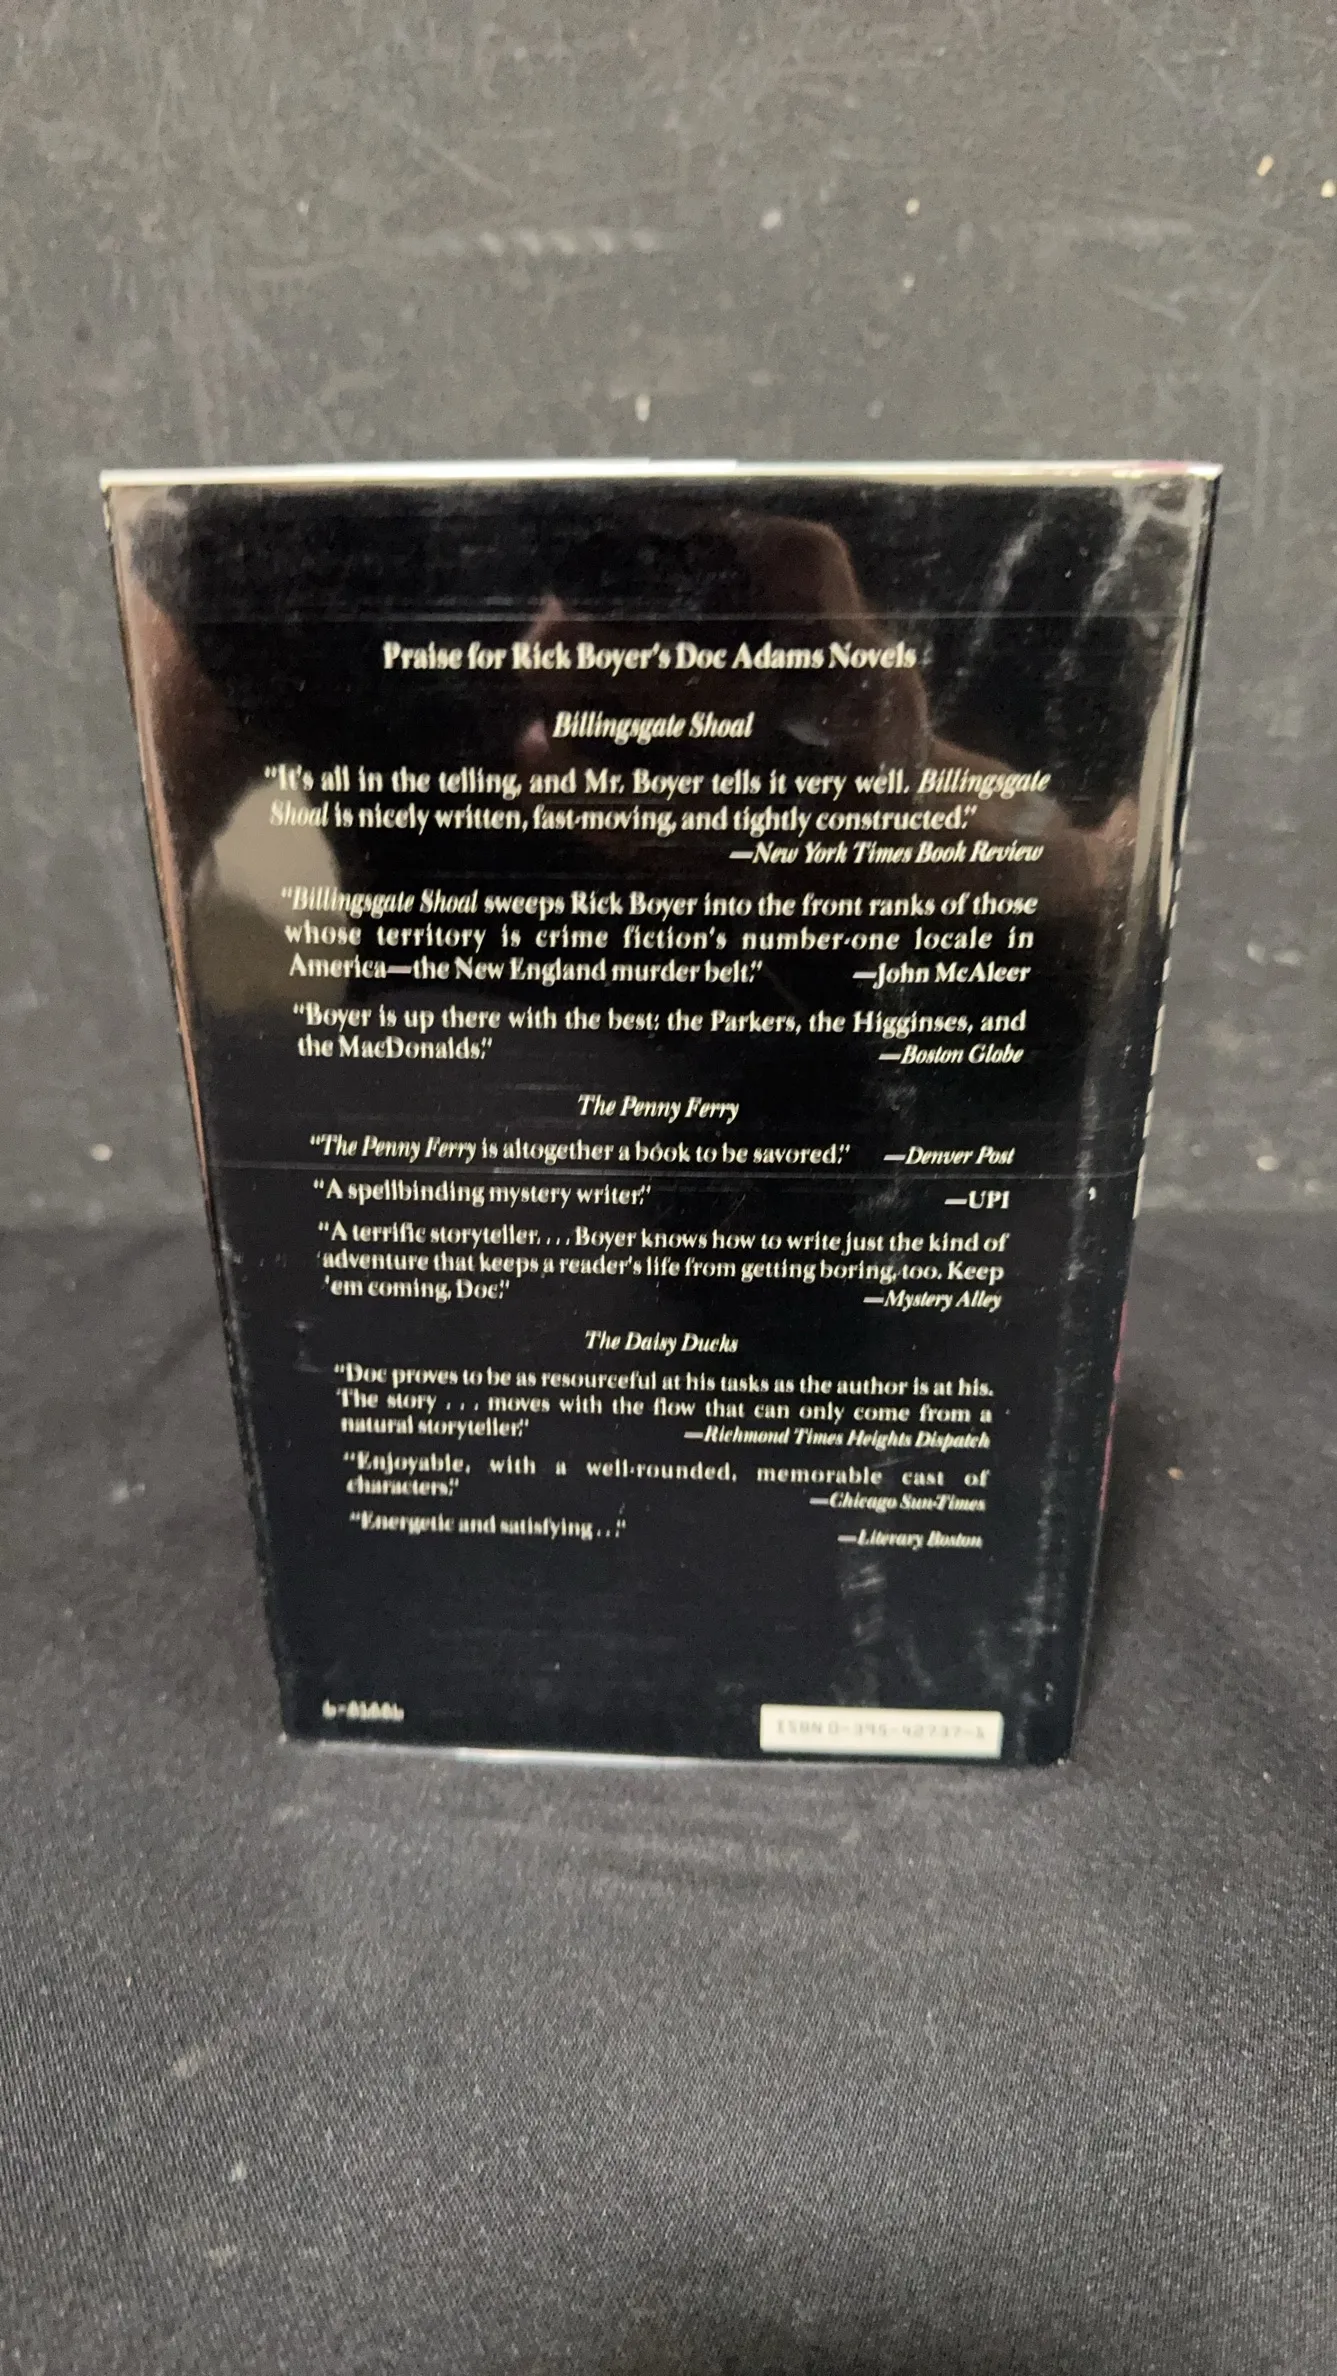 Praise for Rick Boyer's Doc Adams Novels
Billingsgate Shoal
"It's all in the telling, and Mr. Boyer tells it very well. Billingsgate
Shoal is nicely written, fast-moving, and tightly constructed."
—New York Times Book Review
"Billingsgate Shoal sweeps Rick Boyer into the front ranks of those
whose territory is crime fiction's number-one locale in
America—the New England murder belt." —John McAleer
"Boyer is up there with the best: the Parkers, the Higginses, and
the MacDonalds." —Boston Globe
The Penny Ferry
"The Penny Ferry is altogether a book to be savored." —Denver Post
"A spellbinding mystery writer." —UPI
"A terrific storyteller. . . . Boyer knows how to write just the kind of
adventure that keeps a reader's life from getting boring, too. Keep
'em coming, Doc." —Mystery Alley
The Daisy Ducks
"Doc proves to be as resourceful at his tasks as the author is at his.
The story . . . moves with the flow that can only come from a
natural storyteller." —Richmond Times Heights Dispatch
"Enjoyable, with a well-rounded, memorable cast of
characters." —Chicago Sun-Times
"Energetic and satisfying . . ." —Literary Boston
ISBN 0-395-42737-